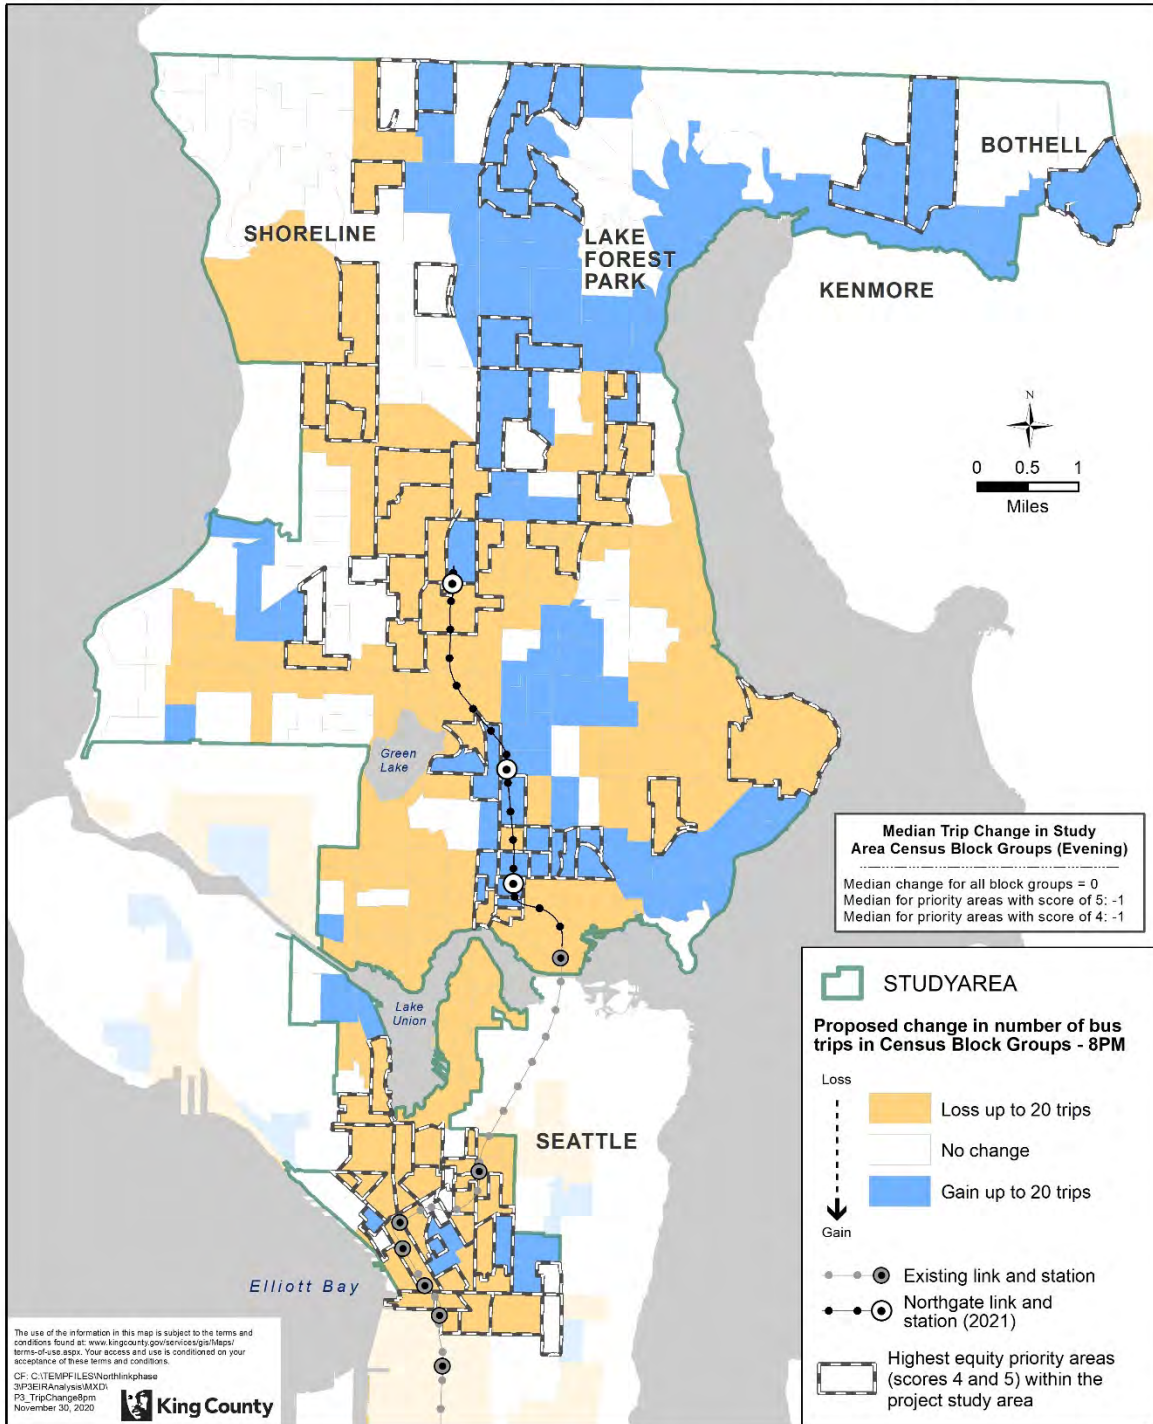 BOTHELL
SHORELINE
LAKE
FOREST
PARK
KENMORE
N
0 0.5 1
Miles
Green
Lake
Median Trip Change in Study
Area Census Block Groups (Evening)
Median change for all block groups = 0
Median for priority areas with score of 5: -1
Median for priority areas with score of 4: -1
Lake
Union
SEATTLE
Elliott Bay
STUDYAREA
Proposed change in number of bus
trips in Census Block Groups - 8PM
Loss
Loss up to 20 trips
No change
Gain up to 20 trips
Gain
Existing link and station
Northgate link and
station (2021)
Highest equity priority areas
(scores 4 and 5) within the
project study area
The use of the information in this map is subject to the terms and
conditions found at: www.kingcounty.gov/services/gis/Maps/
terms-of-use.aspx. Your access and use is conditioned on your
acceptance of these terms and conditions.
CF: C:\TEMPFILES\Northlinkphase
3\P3EIRAnalysis\MXD\
P3_TripChange8pm
November 30, 2020
King County